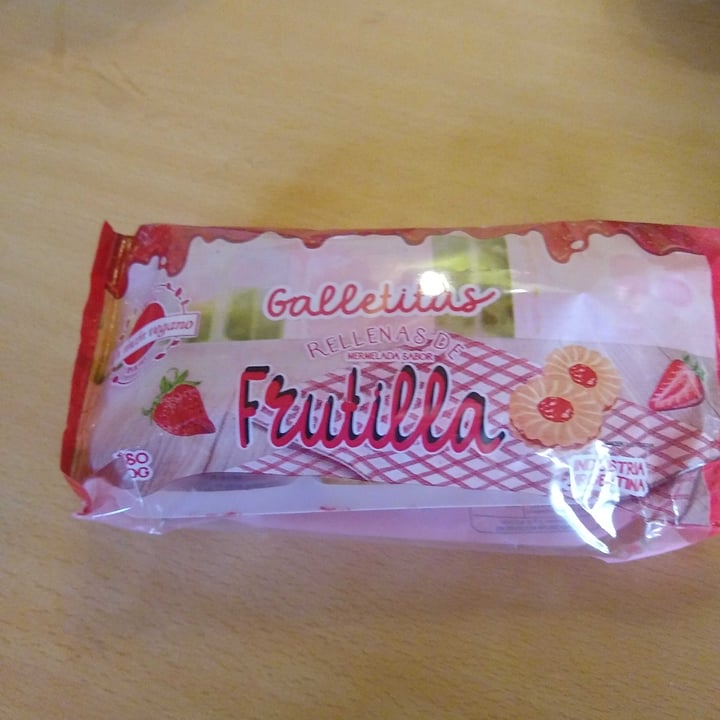 Galletitas
RELLENAS DE
MERMELADA SABOR
Frutilla
vegano
INDUSTRIA